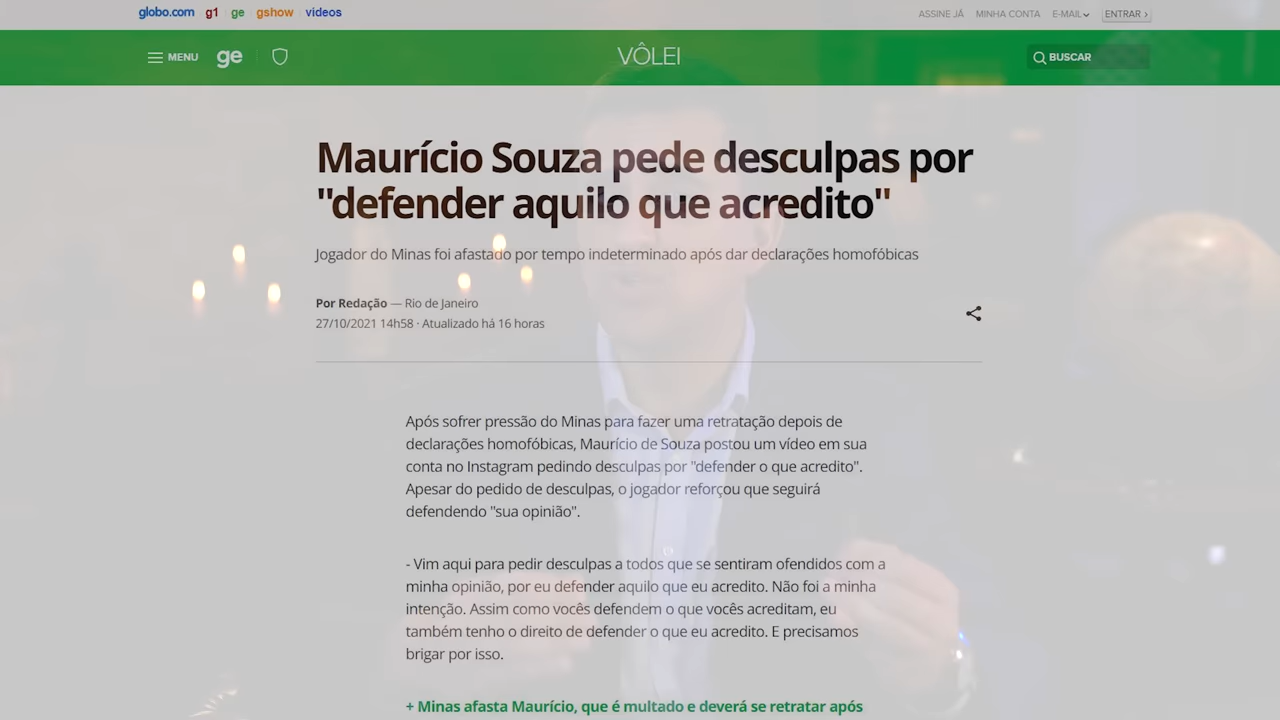 globo.com g1 ge gshow videos
ASSINE JÁ MINHA CONTA E-MAIL ENTRAR ›
MENU ge VÔLEI BUSCAR
Maurício Souza pede desculpas por
"defender aquilo que acredito"
Jogador do Minas foi afastado por tempo indeterminado após dar declarações homofóbicas
Por Redação — Rio de Janeiro
27/10/2021 14h58 · Atualizado há 16 horas
Após sofrer pressão do Minas para fazer uma retratação depois de
declarações homofóbicas, Maurício de Souza postou um vídeo em sua
conta no Instagram pedindo desculpas por "defender o que acredito".
Apesar do pedido de desculpas, o jogador reforçou que seguirá
defendendo "sua opinião".
- Vim aqui para pedir desculpas a todos que se sentiram ofendidos com a
minha opinião, por eu defender aquilo que eu acredito. Não foi a minha
intenção. Assim como vocês defendem o que vocês acreditam, eu
também tenho o direito de defender o que eu acredito. E precisamos
brigar por isso.
+ Minas afasta Maurício, que é multado e deverá se retratar após